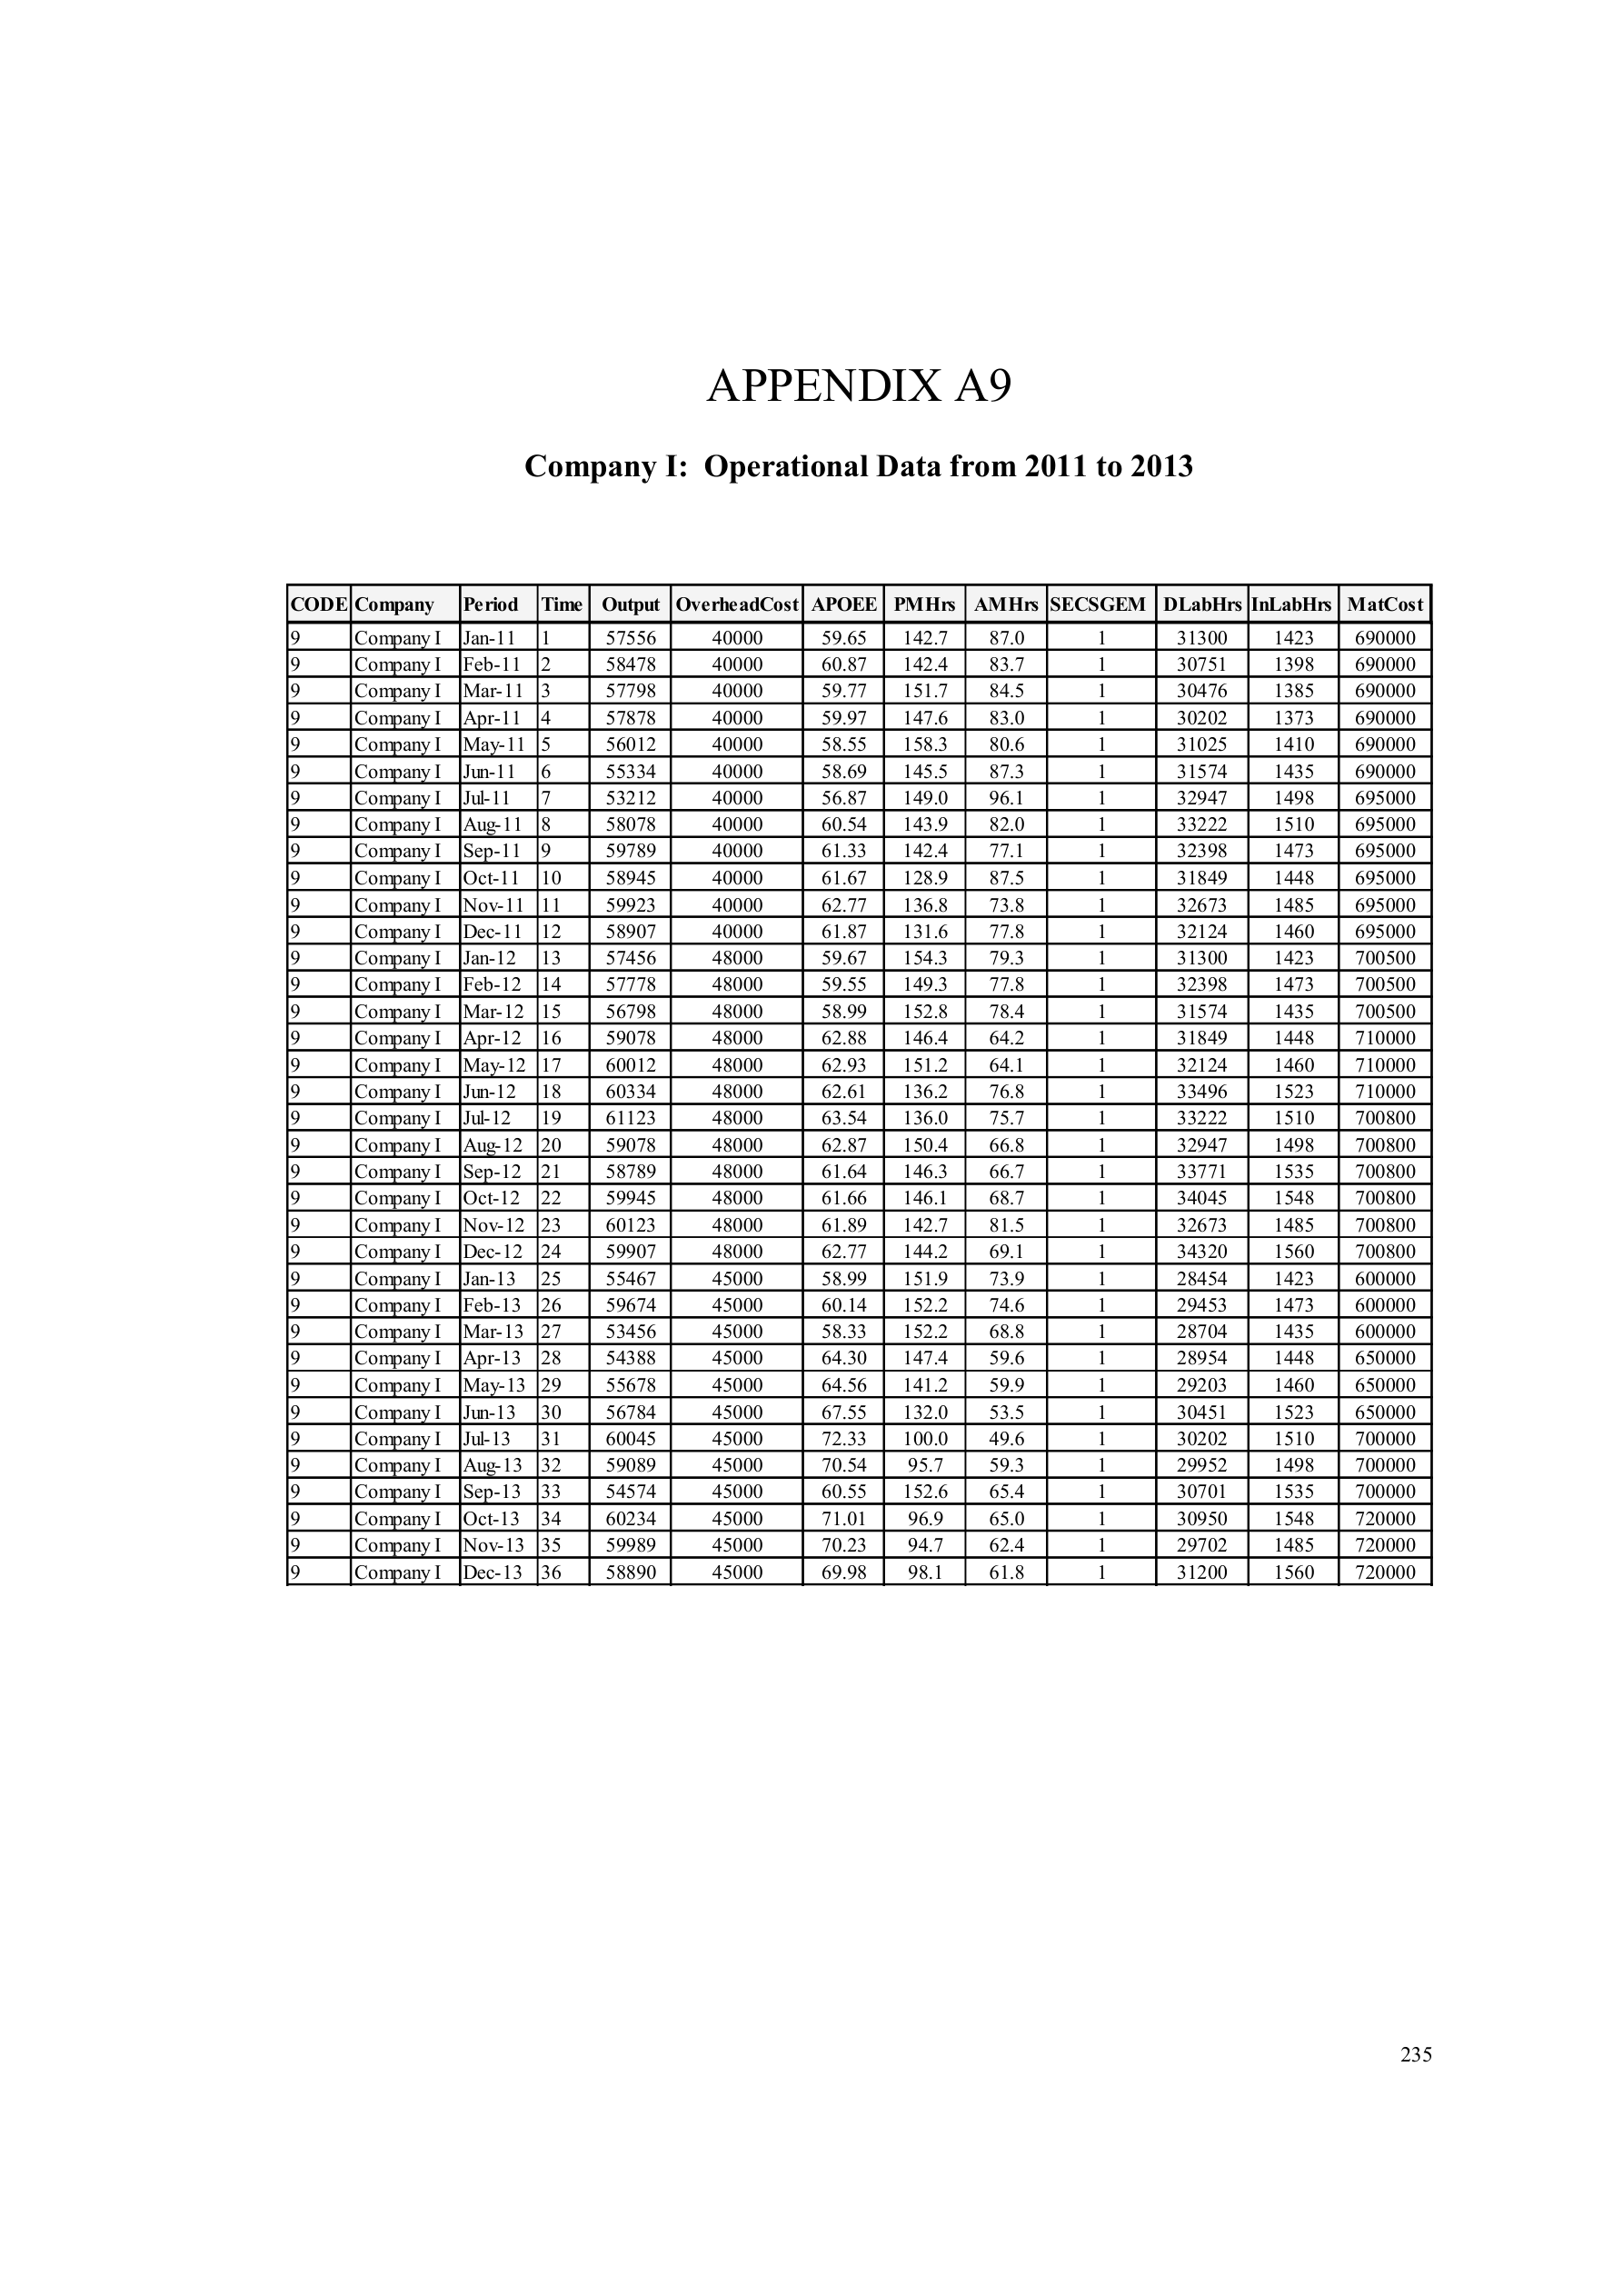 APPENDIX A9
Company I: Operational Data from 2011 to 2013
CODE Company Period Time Output OverheadCost APOEE PMHrs AMHrs SECSGEM DLabHrs InLabHrs MatCost
9 Company I Jan-11 1 57556 40000 59.65 142.7 87.0 1 31300 1423 690000
9 Company I Feb-11 2 58478 40000 60.87 142.4 83.7 1 30751 1398 690000
9 Company I Mar-11 3 57798 40000 59.77 151.7 84.5 1 30476 1385 690000
9 Company I Apr-11 4 57878 40000 59.97 147.6 83.0 1 30202 1373 690000
9 Company I May-11 5 56012 40000 58.55 158.3 80.6 1 31025 1410 690000
9 Company I Jun-11 6 55334 40000 58.69 145.5 87.3 1 31574 1435 690000
9 Company I Jul-11 7 53212 40000 56.87 149.0 96.1 1 32947 1498 695000
9 Company I Aug-11 8 58078 40000 60.54 143.9 82.0 1 33222 1510 695000
9 Company I Sep-11 9 59789 40000 61.33 142.4 77.1 1 32398 1473 695000
9 Company I Oct-11 10 58945 40000 61.67 128.9 87.5 1 31849 1448 695000
9 Company I Nov-11 11 59923 40000 62.77 136.8 73.8 1 32673 1485 695000
9 Company I Dec-11 12 58907 40000 61.87 131.6 77.8 1 32124 1460 695000
9 Company I Jan-12 13 57456 48000 59.67 154.3 79.3 1 31300 1423 700500
9 Company I Feb-12 14 57778 48000 59.55 149.3 77.8 1 32398 1473 700500
9 Company I Mar-12 15 56798 48000 58.99 152.8 78.4 1 31574 1435 700500
9 Company I Apr-12 16 59078 48000 62.88 146.4 64.2 1 31849 1448 710000
9 Company I May-12 17 60012 48000 62.93 151.2 64.1 1 32124 1460 710000
9 Company I Jun-12 18 60334 48000 62.61 136.2 76.8 1 33496 1523 710000
9 Company I Jul-12 19 61123 48000 63.54 136.0 75.7 1 33222 1510 700800
9 Company I Aug-12 20 59078 48000 62.87 150.4 66.8 1 32947 1498 700800
9 Company I Sep-12 21 58789 48000 61.64 146.3 66.7 1 33771 1535 700800
9 Company I Oct-12 22 59945 48000 61.66 146.1 68.7 1 34045 1548 700800
9 Company I Nov-12 23 60123 48000 61.89 142.7 81.5 1 32673 1485 700800
9 Company I Dec-12 24 59907 48000 62.77 144.2 69.1 1 34320 1560 700800
9 Company I Jan-13 25 55467 45000 58.99 151.9 73.9 1 28454 1423 600000
9 Company I Feb-13 26 59674 45000 60.14 152.2 74.6 1 29453 1473 600000
9 Company I Mar-13 27 53456 45000 58.33 152.2 68.8 1 28704 1435 600000
9 Company I Apr-13 28 54388 45000 64.30 147.4 59.6 1 28954 1448 650000
9 Company I May-13 29 55678 45000 64.56 141.2 59.9 1 29203 1460 650000
9 Company I Jun-13 30 56784 45000 67.55 132.0 53.5 1 30451 1523 650000
9 Company I Jul-13 31 60045 45000 72.33 100.0 49.6 1 30202 1510 700000
9 Company I Aug-13 32 59089 45000 70.54 95.7 59.3 1 29952 1498 700000
9 Company I Sep-13 33 54574 45000 60.55 152.6 65.4 1 30701 1535 700000
9 Company I Oct-13 34 60234 45000 71.01 96.9 65.0 1 30950 1548 720000
9 Company I Nov-13 35 59989 45000 70.23 94.7 62.4 1 29702 1485 720000
9 Company I Dec-13 36 58890 45000 69.98 98.1 61.8 1 31200 1560 720000
235